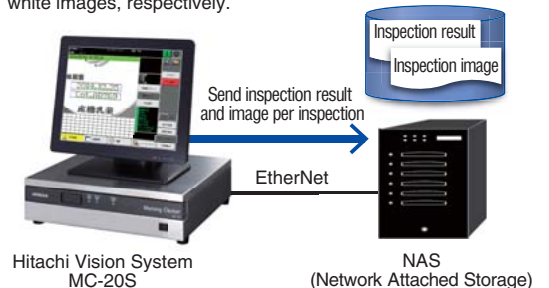 white images, respectively.
Inspection result
Inspection image
Send inspection result
and image per inspection
EtherNet
Hitachi Vision System
MC-20S
NAS
(Network Attached Storage)